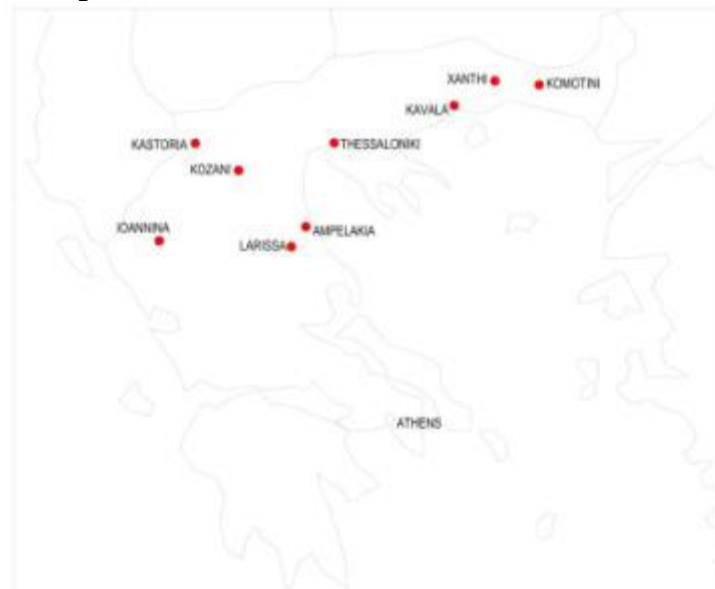 XANTHI
KOMOTINI
KAVALA
KASTORIA
THESSALONIKI
KOZANI
IOANNINA
AMPELAKIA
LARISSA
ATHENS